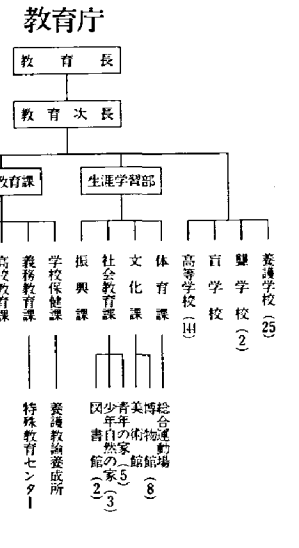 教育庁
教育長
教育次長
教育課
生涯学習部
高校教育課
義務教育課
学校保健課
振興課
社会教育課
文化課
体育課
高等学校(144)
盲学校
聾学校(2)
養護学校(25)
特殊教育センター
養護教諭養成所
図書館(2)
少年自然の家(3)
青年の家(5)
美術館
博物館(8)
総合運動場